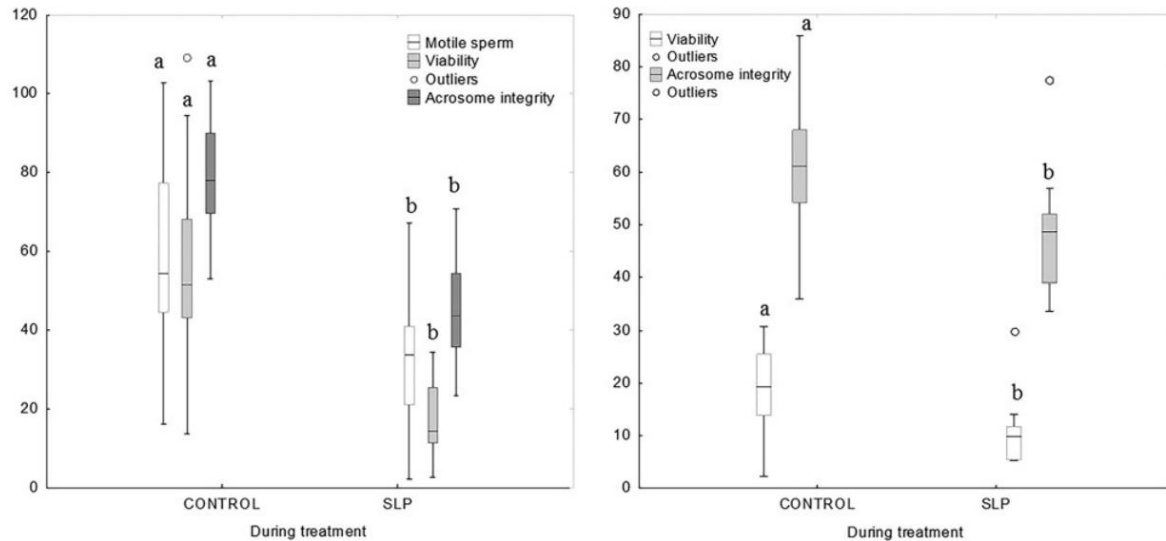 120
100
80
60
40
20
0
Motile sperm
Viability
Outliers
Acrosome integrity
a
a
a
b
b
b
CONTROL
SLP
During treatment
90
80
70
60
50
40
30
20
10
0
Viability
Outliers
Acrosome integrity
Outliers
a
a
b
b
CONTROL
SLP
During treatment